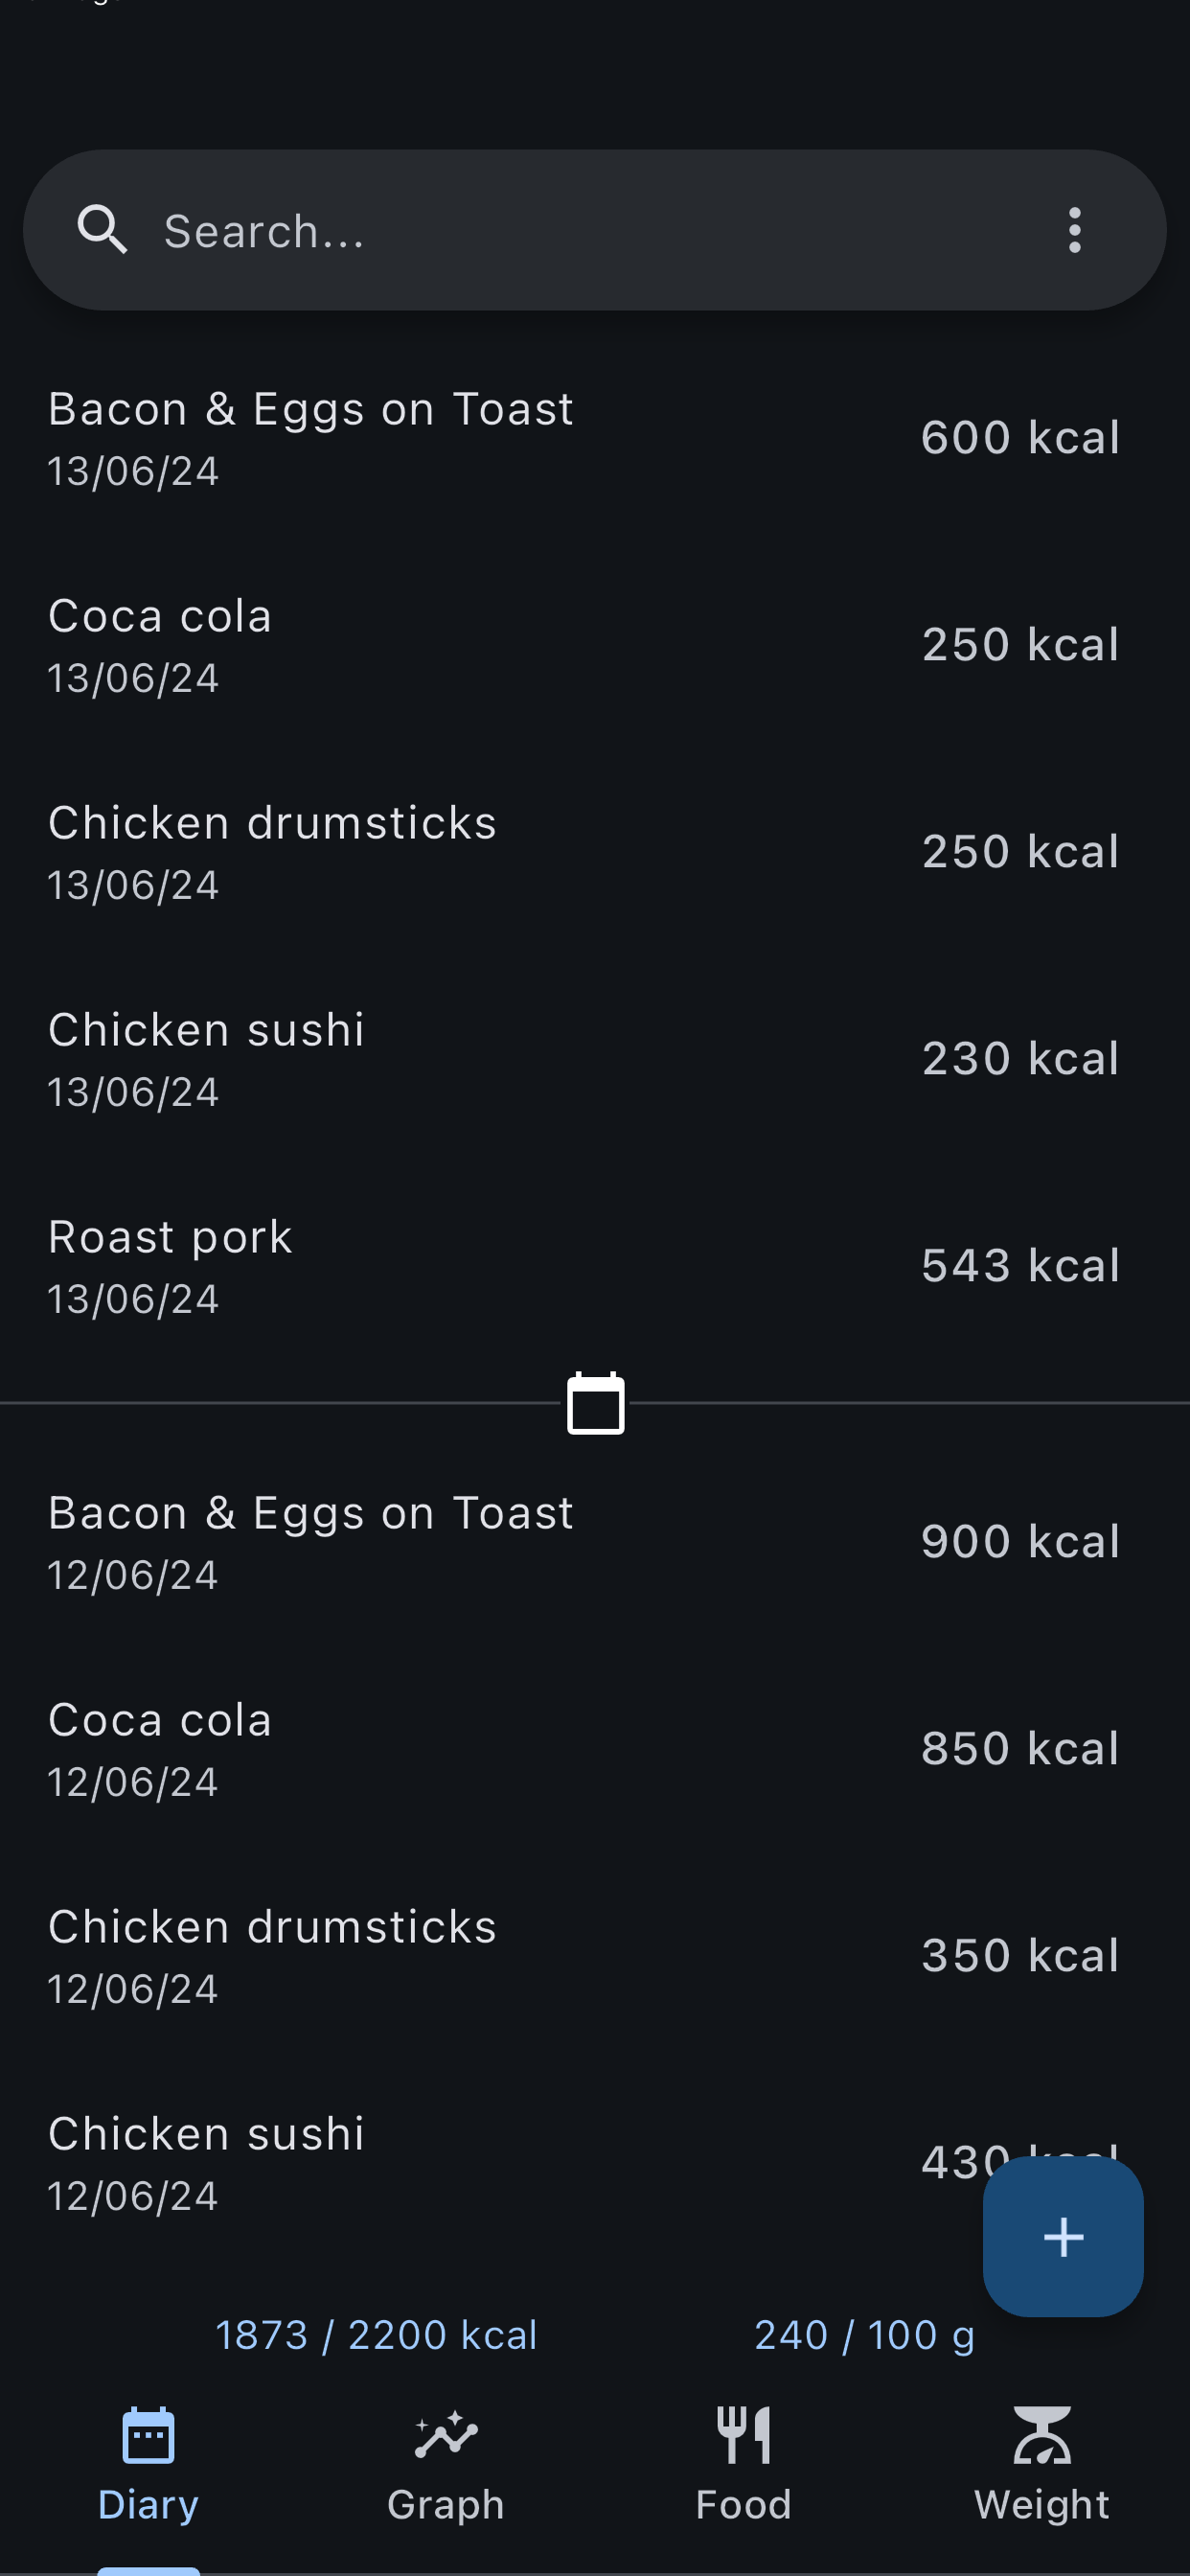 Search...
Bacon & Eggs on Toast
600 kcal
13/06/24
Coca cola
250 kcal
13/06/24
Chicken drumsticks
250 kcal
13/06/24
Chicken sushi
230 kcal
13/06/24
Roast pork
543 kcal
13/06/24
Bacon & Eggs on Toast
900 kcal
12/06/24
Coca cola
850 kcal
12/06/24
Chicken drumsticks
350 kcal
12/06/24
Chicken sushi
430 kcal
12/06/24
1873 / 2200 kcal
240 / 100 g
Diary
Graph
Food
Weight